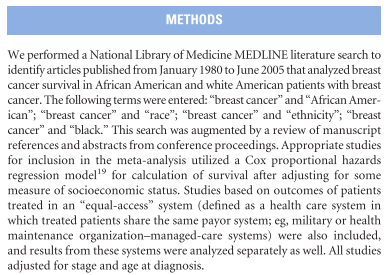 METHODS
We performed a National Library of Medicine MEDLINE literature search to
identify articles published from January 1980 to June 2005 that analyzed breast
cancer survival in African American and white American patients with breast
cancer. The following terms were entered: “breast cancer” and “African Amer-
ican”; “breast cancer” and “race”; “breast cancer” and “ethnicity”; “breast
cancer” and “black.” This search was augmented by a review of manuscript
references and abstracts from conference proceedings. Appropriate studies
for inclusion in the meta-analysis utilized a Cox proportional hazards
regression model19 for calculation of survival after adjusting for some
measure of socioeconomic status. Studies based on outcomes of patients
treated in an “equal-access” system (defined as a health care system in
which treated patients share the same payor system; eg, military or health
maintenance organization–managed-care systems) were also included,
and results from these systems were analyzed separately as well. All studies
adjusted for stage and age at diagnosis.